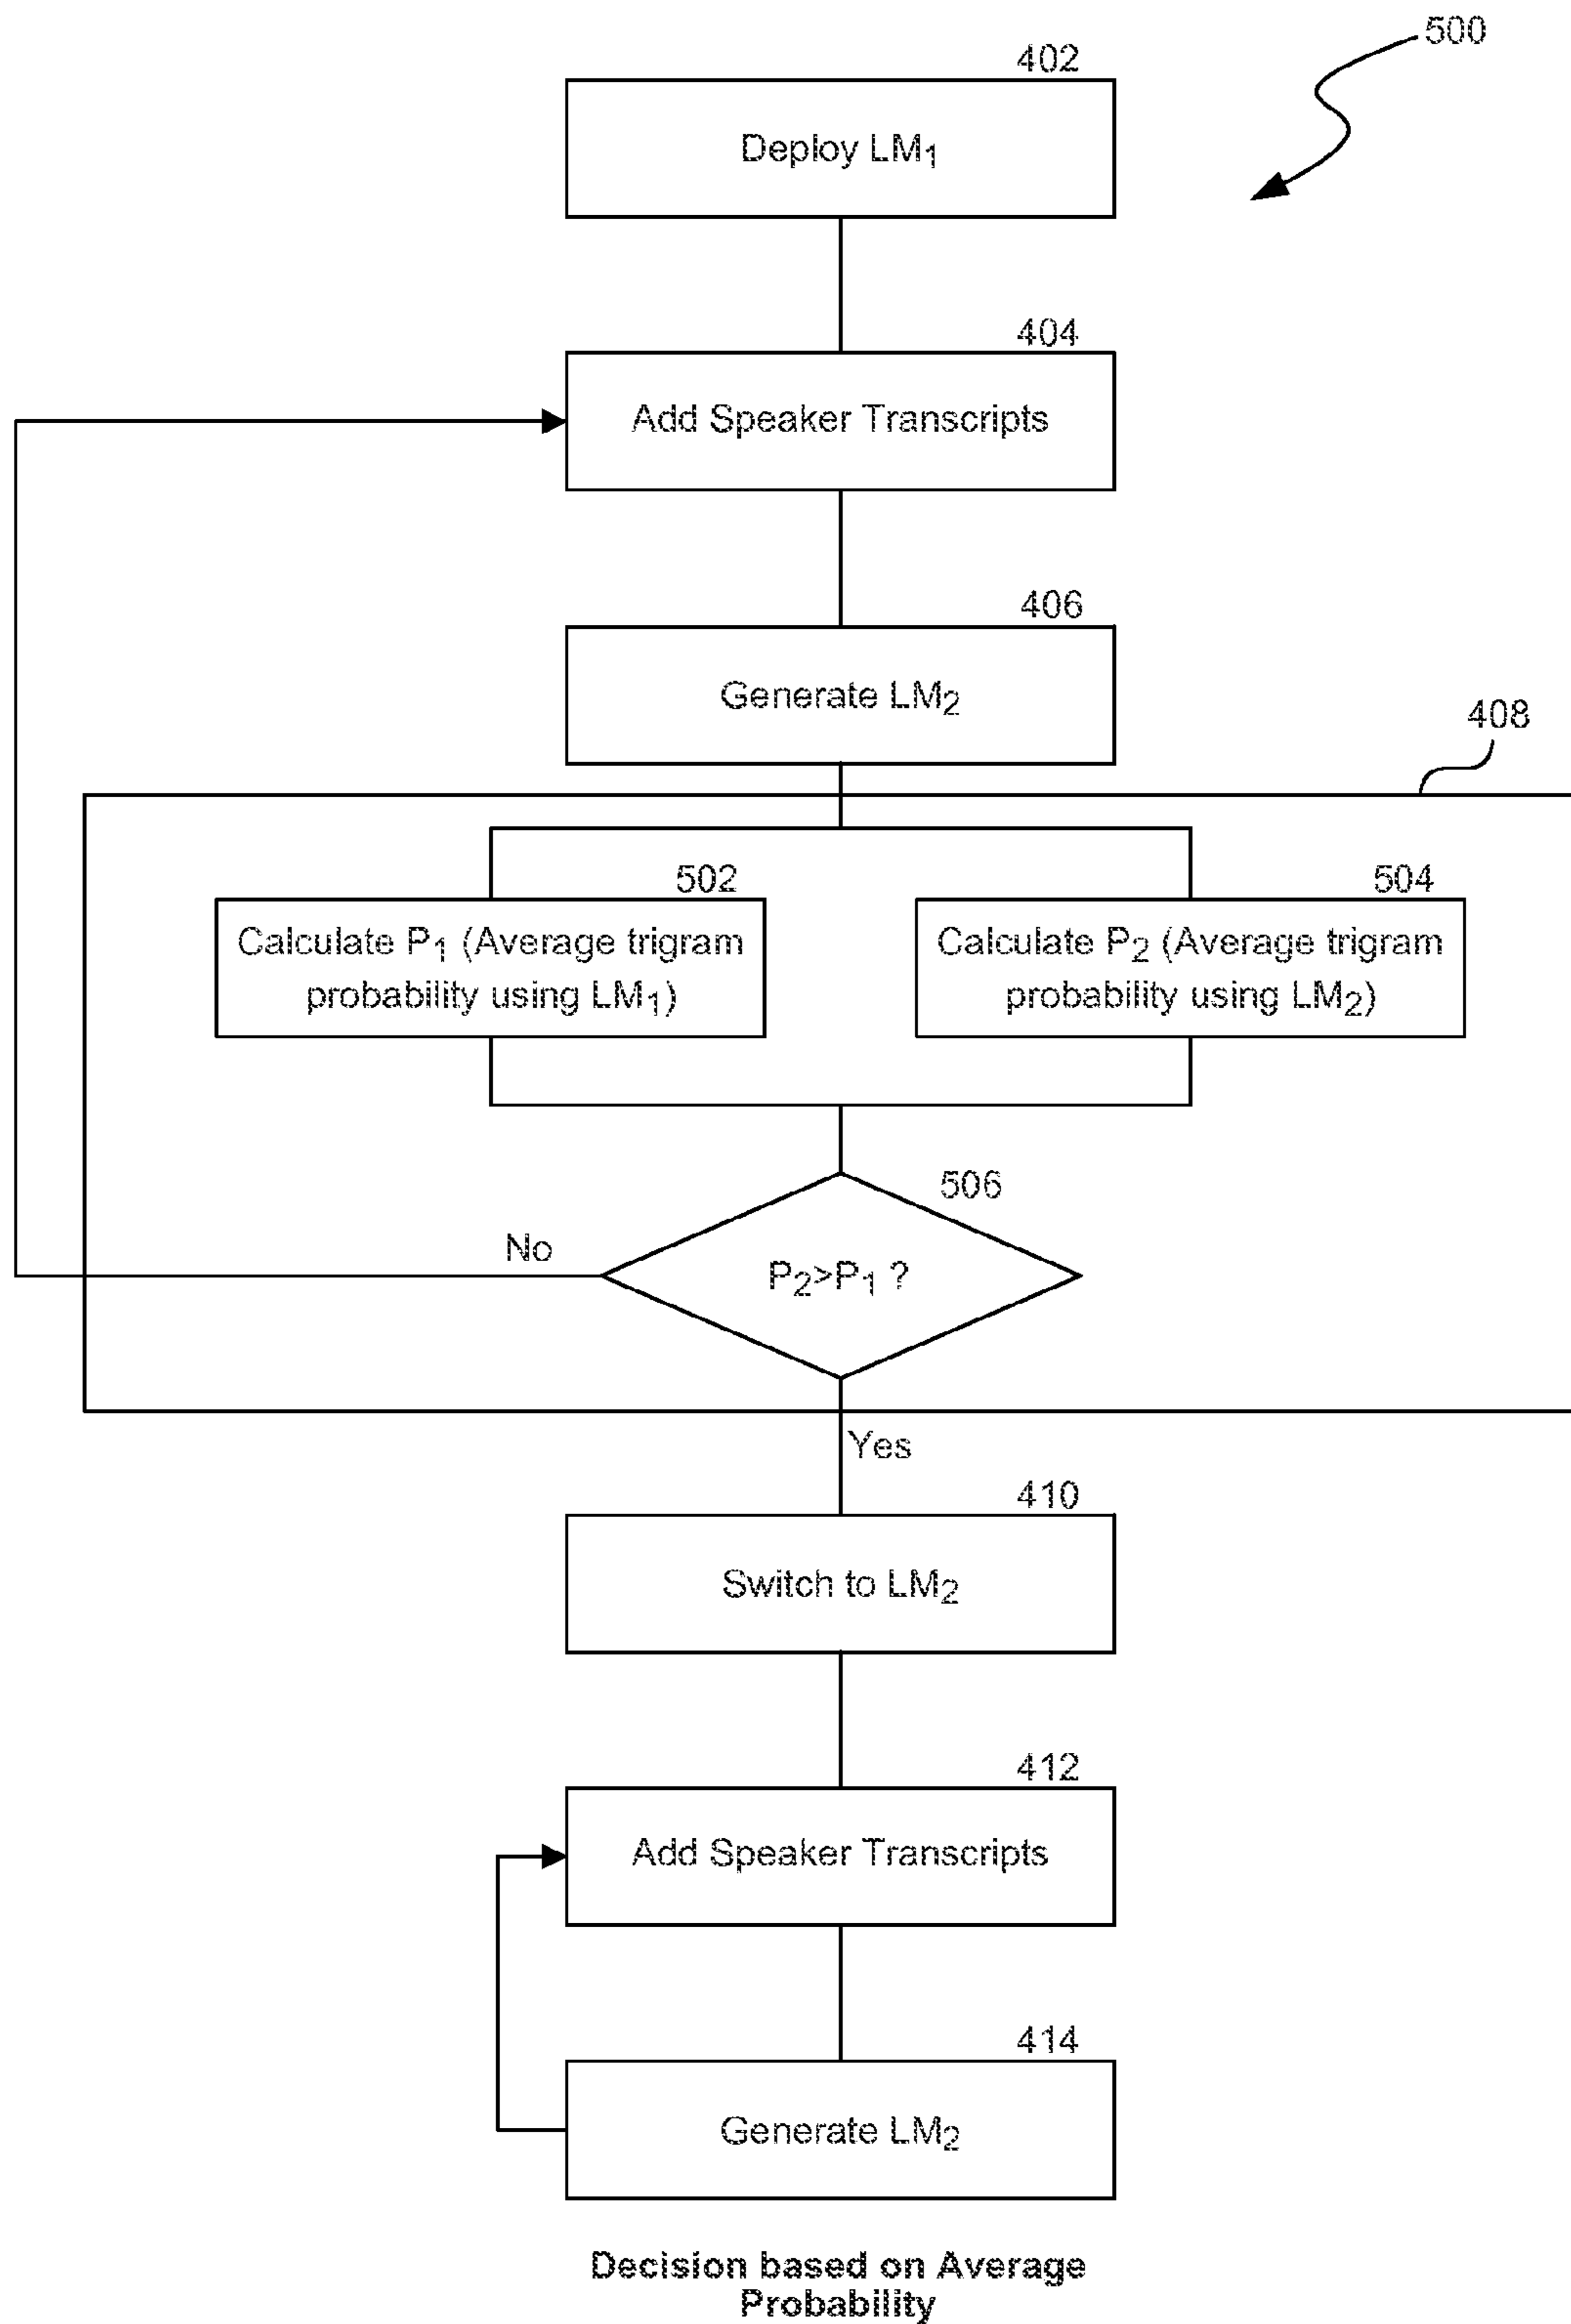 500
402
Deploy LM1
404
Add Speaker Transcripts
406
Generate LM2
408
502
Calculate P1 (Average trigram
probability using LM1)
504
Calculate P2 (Average trigram
probability using LM2)
506
No
P2>P1 ?
Yes
410
Switch to LM2
412
Add Speaker Transcripts
414
Generate LM2
Decision based on Average
Probability